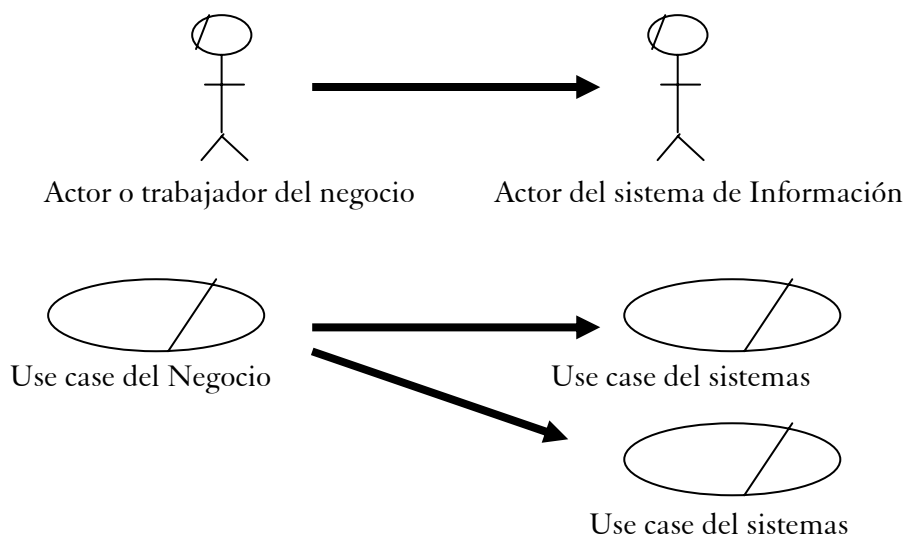 Actor o trabajador del negocio
Actor del sistema de Información
Use case del Negocio
Use case del sistemas
Use case del sistemas